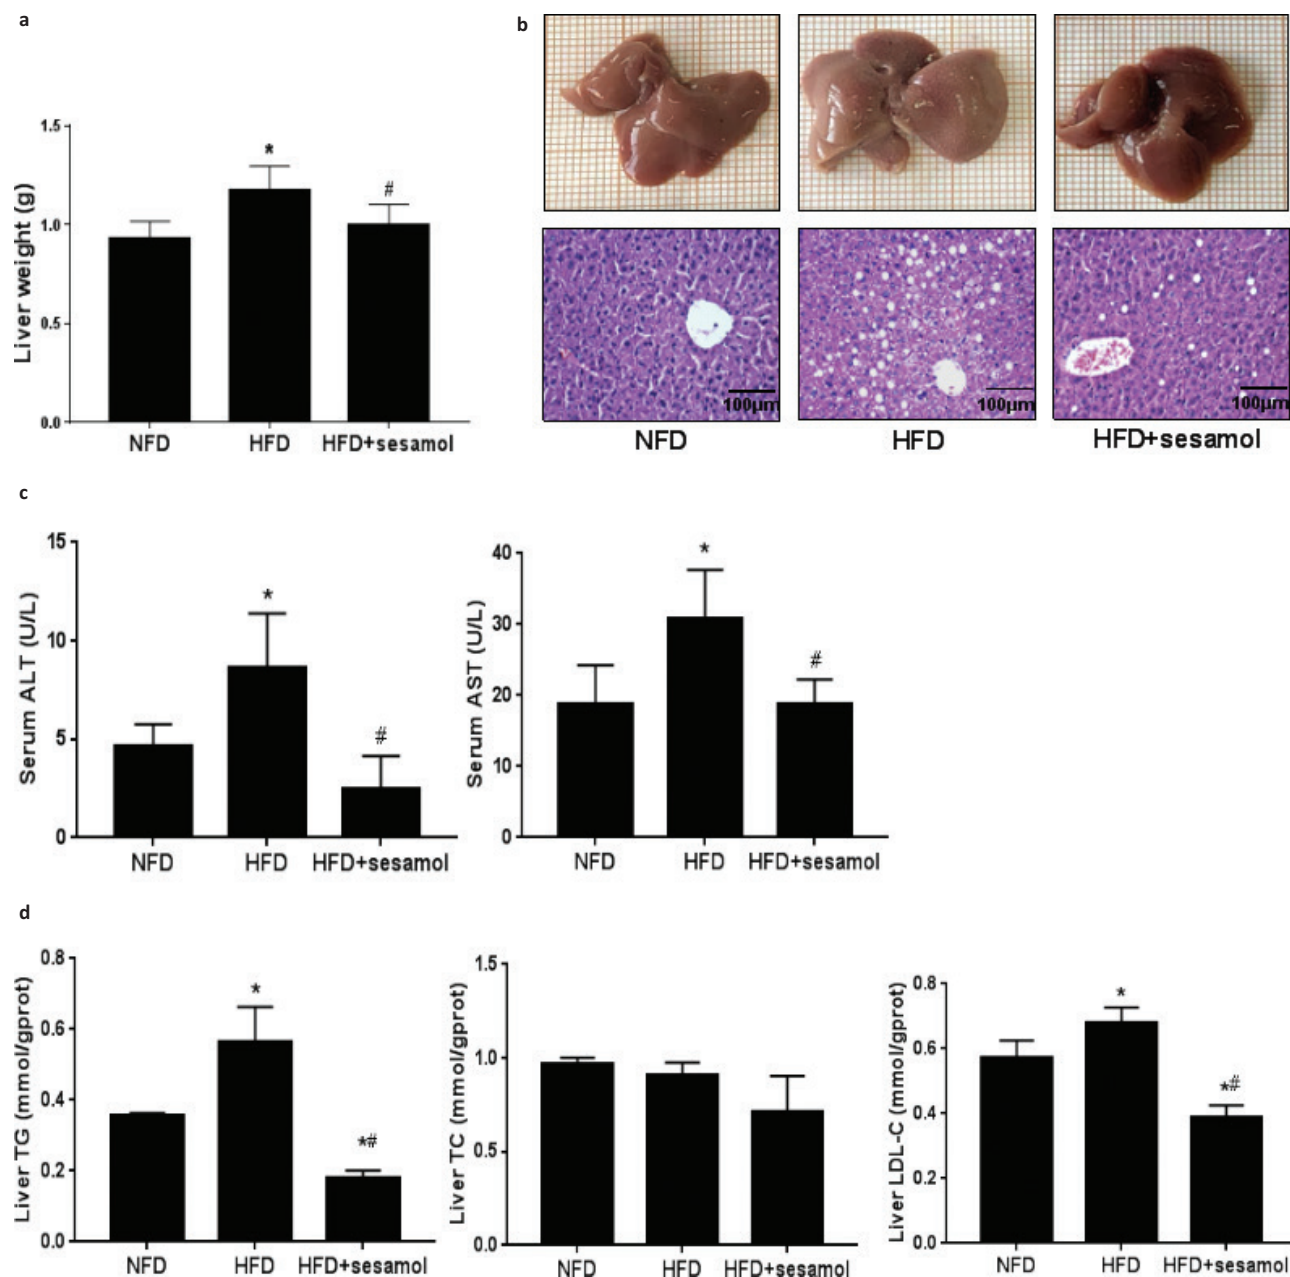 a
Liver weight (g)
1.5
1.0
0.5
0.0
*
#
NFD
HFD
HFD+sesamol
b
100μm
100μm
100μm
NFD
HFD
HFD+sesamol
c
Serum ALT (U/L)
15
10
5
0
*
#
NFD
HFD
HFD+sesamol
Serum AST (U/L)
40
30
20
10
0
*
#
NFD
HFD
HFD+sesamol
d
Liver TG (mmol/gprot)
0.8
0.6
0.4
0.2
0.0
*
*#
NFD
HFD
HFD+sesamol
Liver TC (mmol/gprot)
1.5
1.0
0.5
0.0
NFD
HFD
HFD+sesamol
Liver LDL-C (mmol/gprot)
0.8
0.6
0.4
0.2
0.0
*
*#
NFD
HFD
HFD+sesamol